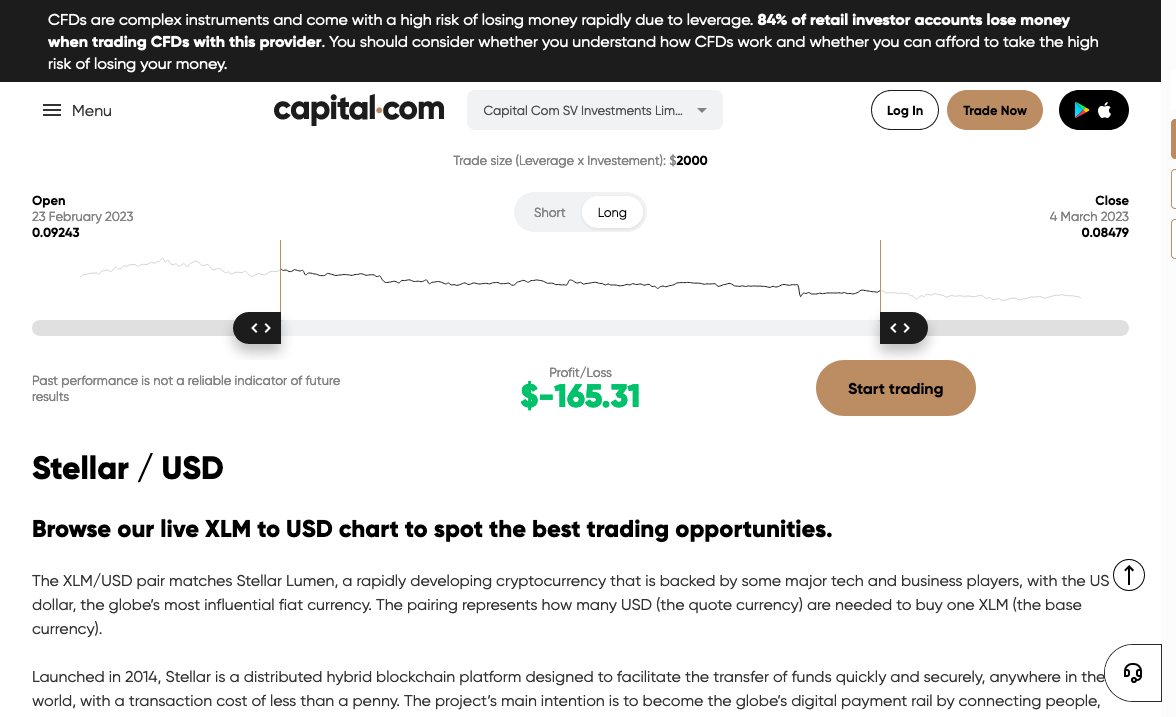 CFDs are complex instruments and come with a high risk of losing money rapidly due to leverage. 84% of retail investor accounts lose money
when trading CFDs with this provider. You should consider whether you understand how CFDs work and whether you can afford to take the high
risk of losing your money.
Menu
capital.com
Capital Com SV Investments Lim...
Log In
Trade Now
Trade size (Leverage x Investement): $2000
Open
23 February 2023
0.09243
Short
Long
Close
4 March 2023
0.08479
Past performance is not a reliable indicator of future
results
Profit/Loss
$-165.31
Start trading
Stellar / USD
Browse our live XLM to USD chart to spot the best trading opportunities.
The XLM/USD pair matches Stellar Lumen, a rapidly developing cryptocurrency that is backed by some major tech and business players, with the US
dollar, the globe's most influential fiat currency. The pairing represents how many USD (the quote currency) are needed to buy one XLM (the base
currency).
Launched in 2014, Stellar is a distributed hybrid blockchain platform designed to facilitate the transfer of funds quickly and securely, anywhere in the
world, with a transaction cost of less than a penny. The project's main intention is to become the globe's digital payment rail by connecting people,